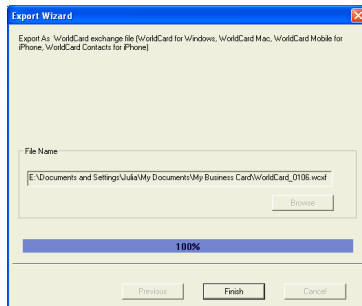 Export Wizard
Export As WorldCard exchange file (WorldCard for Windows, WorldCard Mac, WorldCard Mobile for
iPhone, WorldCard Contacts for iPhone)
File Name
E:\Documents and Settings\Julia\My Documents\My Business Card\WorldCard_0106.wcxf
Browse
100%
Previous
Finish
Cancel